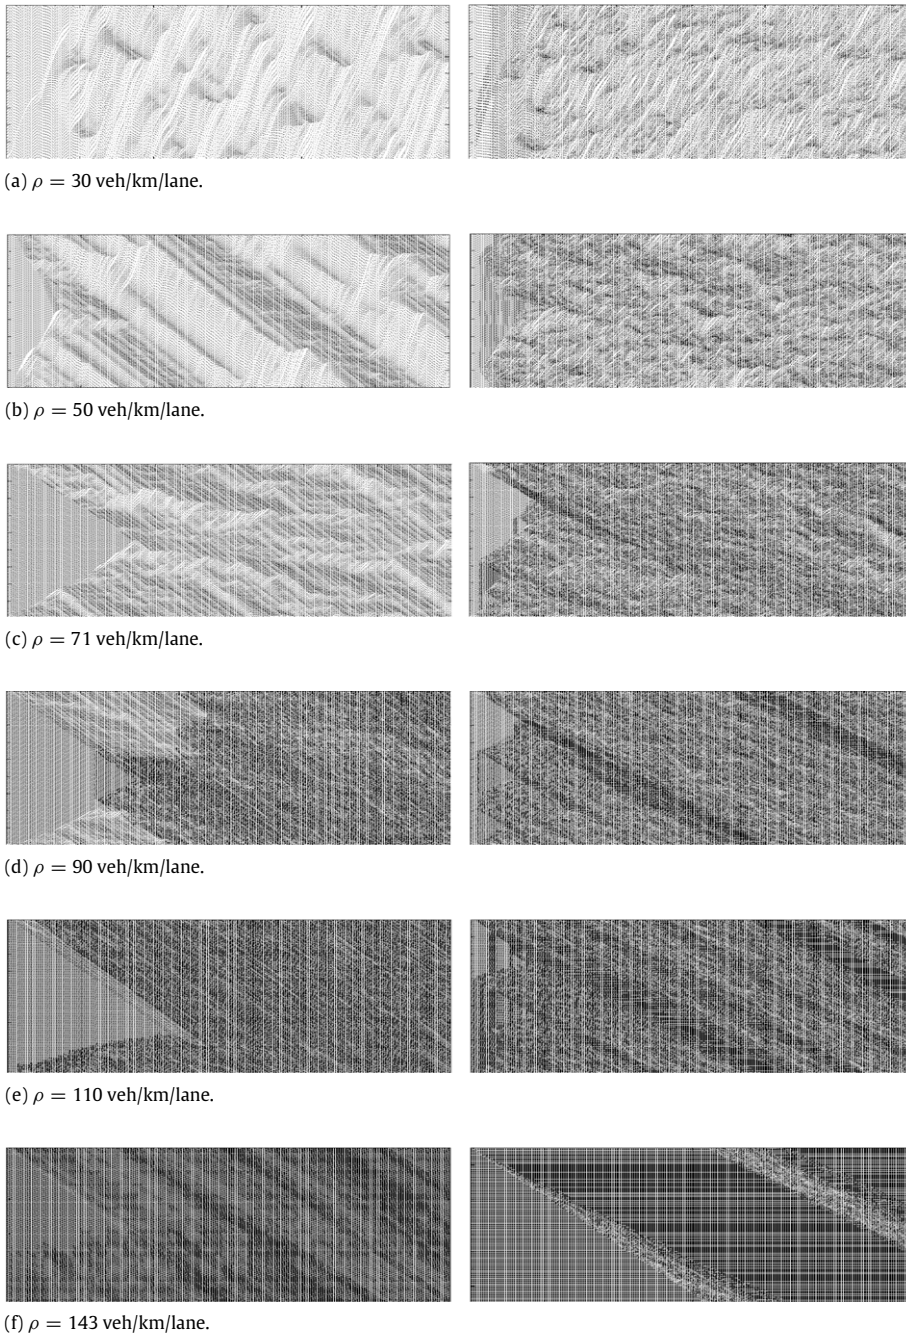 (a) ρ = 30 veh/km/lane.
(b) ρ = 50 veh/km/lane.
(c) ρ = 71 veh/km/lane.
(d) ρ = 90 veh/km/lane.
(e) ρ = 110 veh/km/lane.
(f) ρ = 143 veh/km/lane.